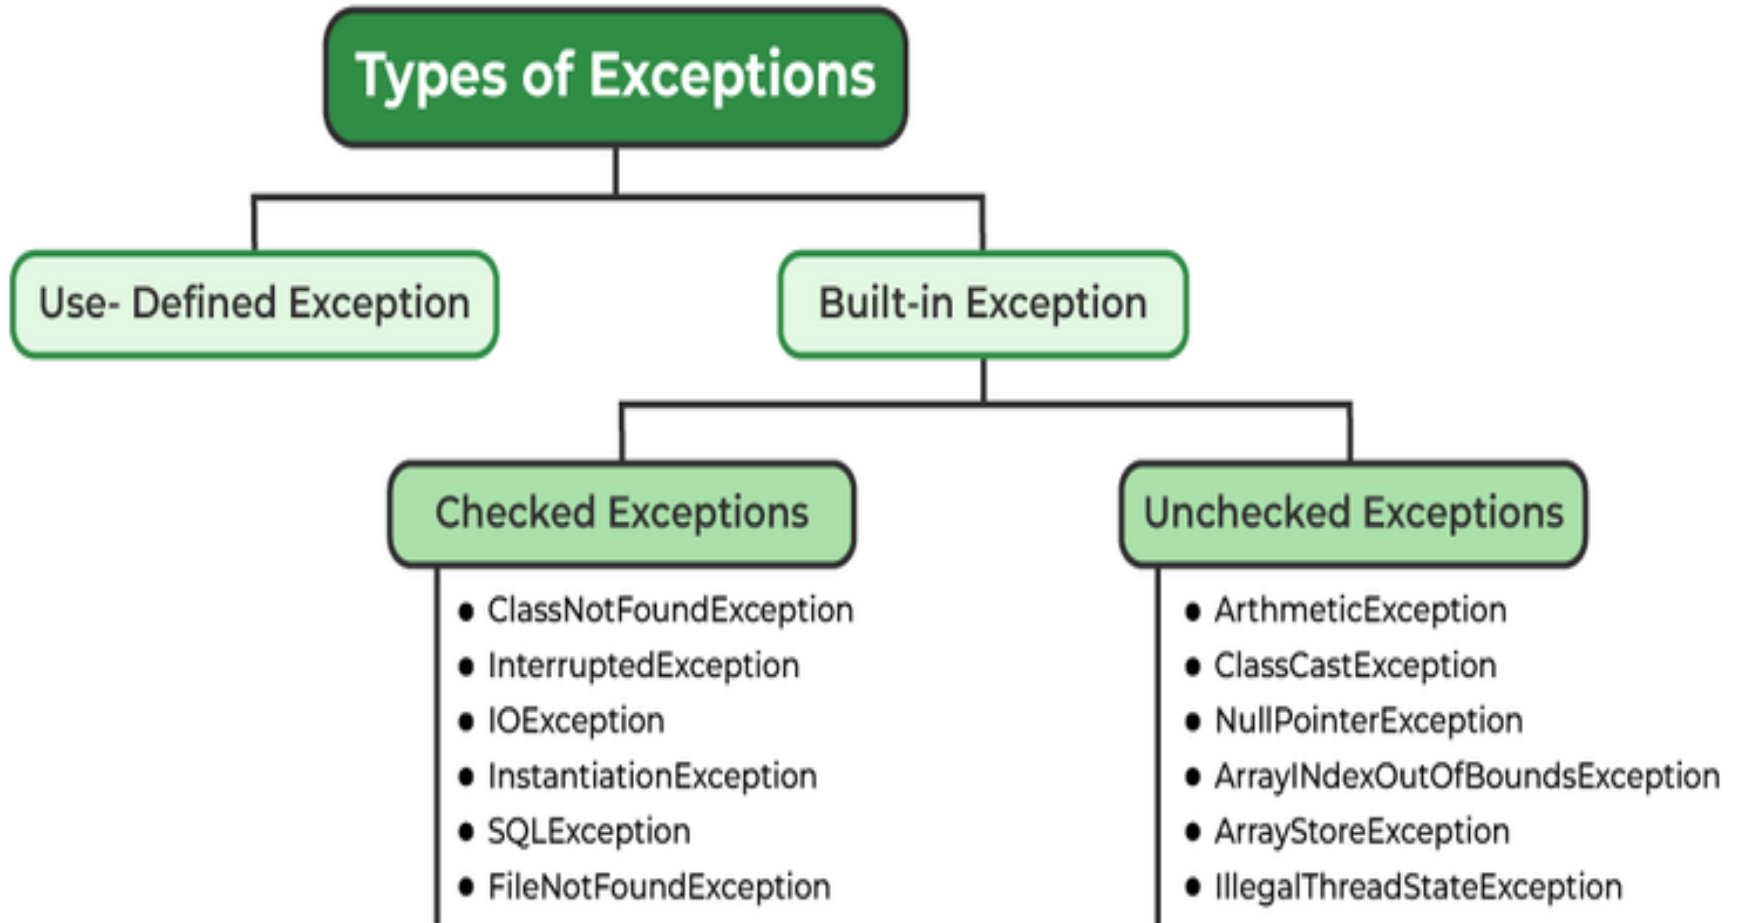 Types of Exceptions
Use- Defined Exception
Built-in Exception
Checked Exceptions
ClassNotFoundException
InterruptedException
IOException
InstantiationException
SQLException
FileNotFoundException
Unchecked Exceptions
ArthmeticException
ClassCastException
NullPointerException
ArrayINdexOutOfBoundsException
ArrayStoreException
IllegalThreadStateException